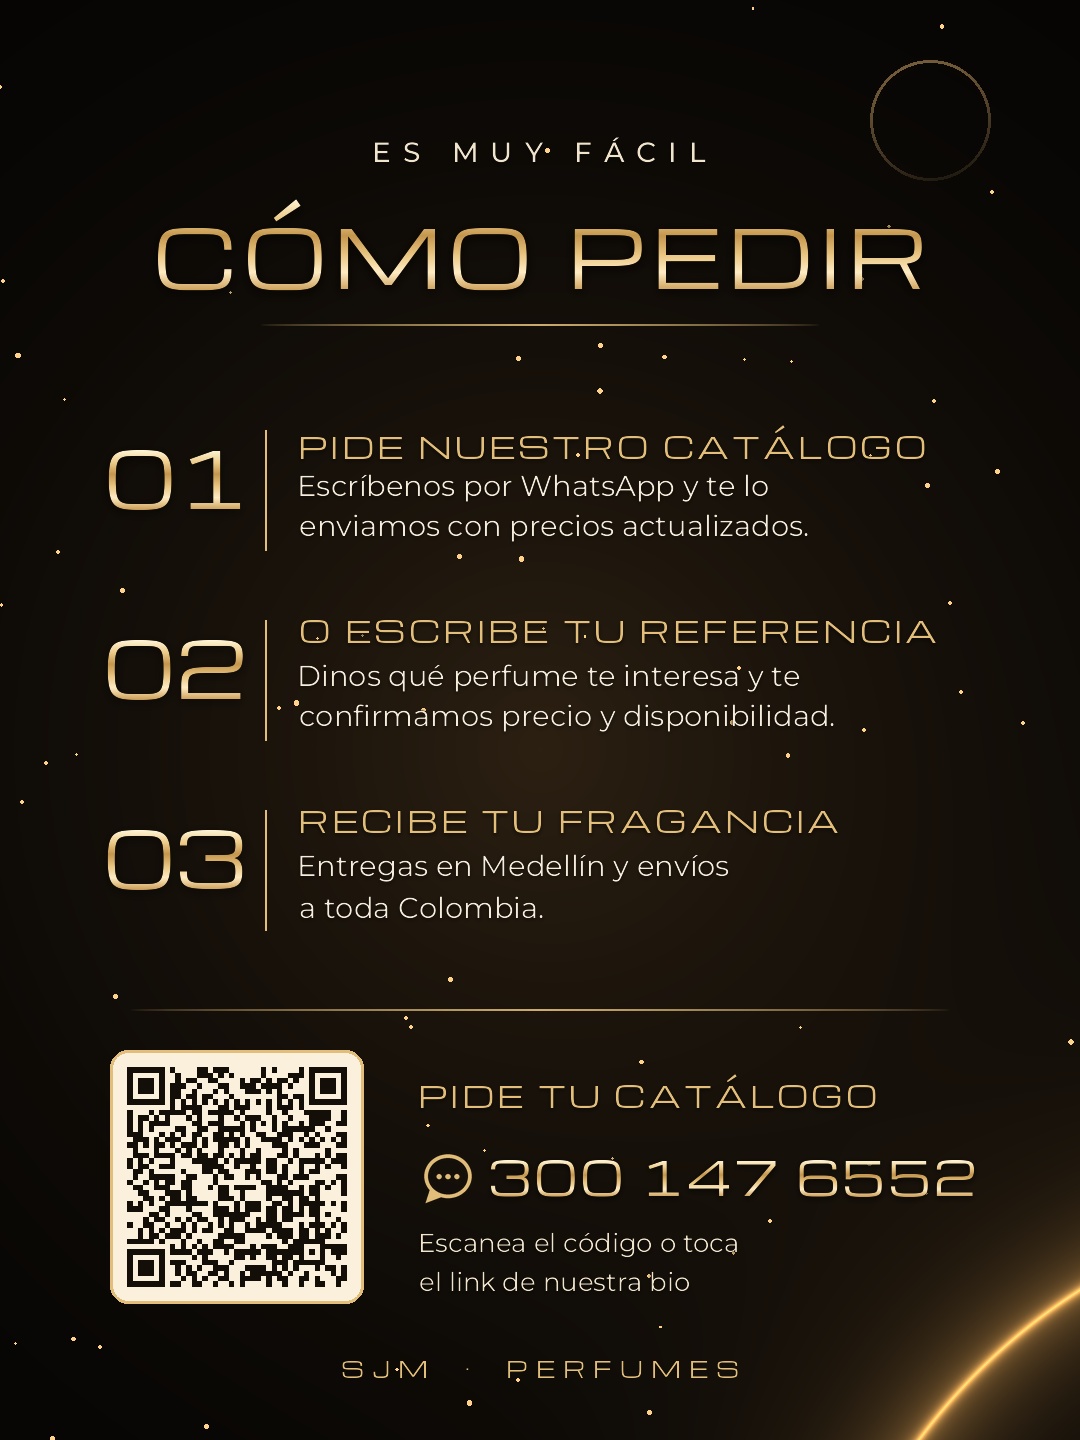 ES MUY FÁCIL
CÓMO PEDIR
01
PIDE NUESTRO CATÁLOGO
Escríbenos por WhatsApp y te lo
enviamos con precios actualizados.
02
O ESCRIBE TU REFERENCIA
Dinos qué perfume te interesa y te
confirmamos precio y disponibilidad.
03
RECIBE TU FRAGANCIA
Entregas en Medellín y envíos
a toda Colombia.
PIDE TU CATÁLOGO
300 147 6552
Escanea el código o toca
el link de nuestra bio
SJM · PERFUMES